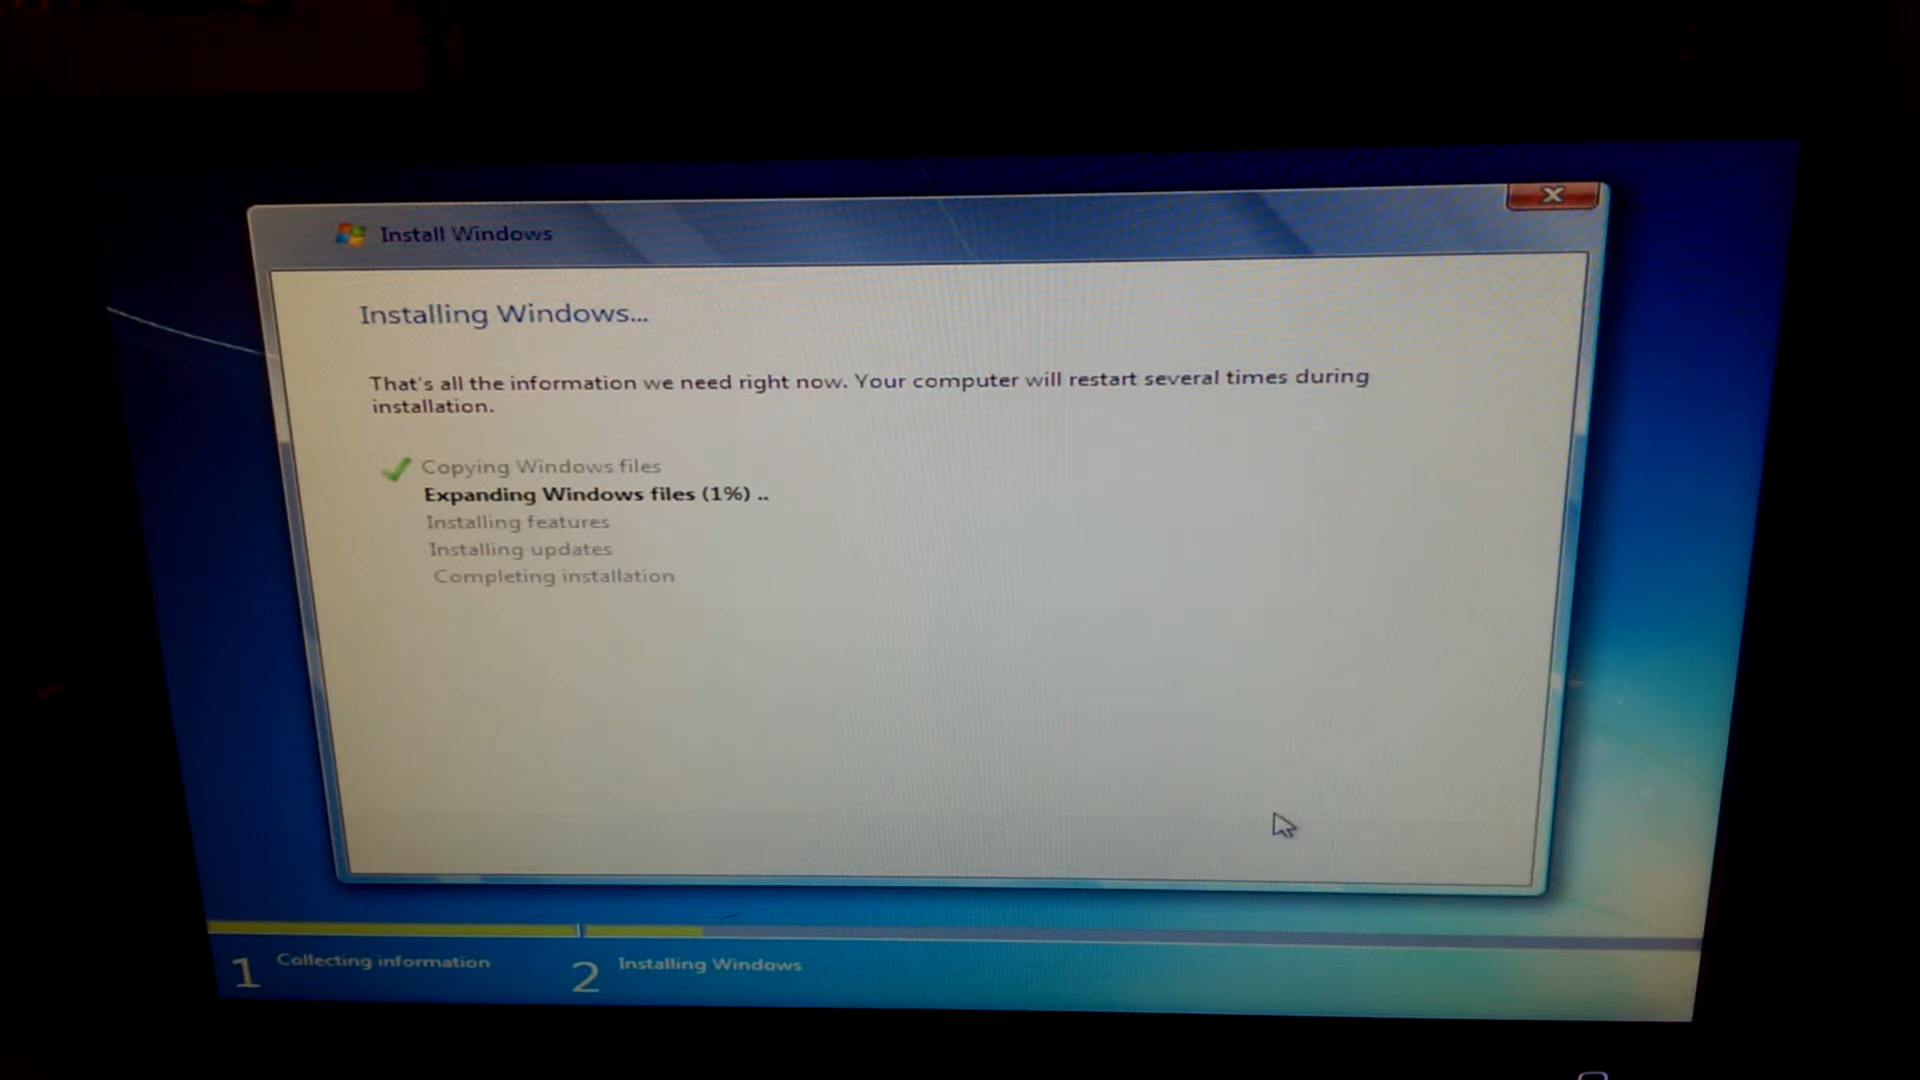 Install Windows
Installing Windows...
That's all the information we need right now. Your computer will restart several times during
installation.
Copying Windows files
Expanding Windows files (1%) ..
Installing features
Installing updates
Completing installation
1 Collecting information
2 Installing Windows